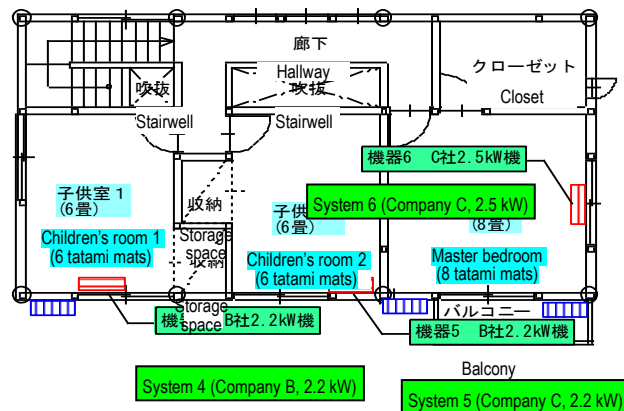 廊下
Hallway
吹抜
吹抜
クローゼット
Closet
Stairwell
Stairwell
機器6 C社2.5kW機
子供室1
(6畳)
収納
子供
(6畳)
System 6 (Company C, 2.5 kW)
(8畳)
Children's room 1
(6 tatami mats)
Storage
space
収納
Children's room 2
(6 tatami mats)
Master bedroom
(8 tatami mats)
Storage
space
機 B社2.2kW機
バルコニー
機器5 B社2.2kW機
Balcony
System 4 (Company B, 2.2 kW)
System 5 (Company C, 2.2 kW)